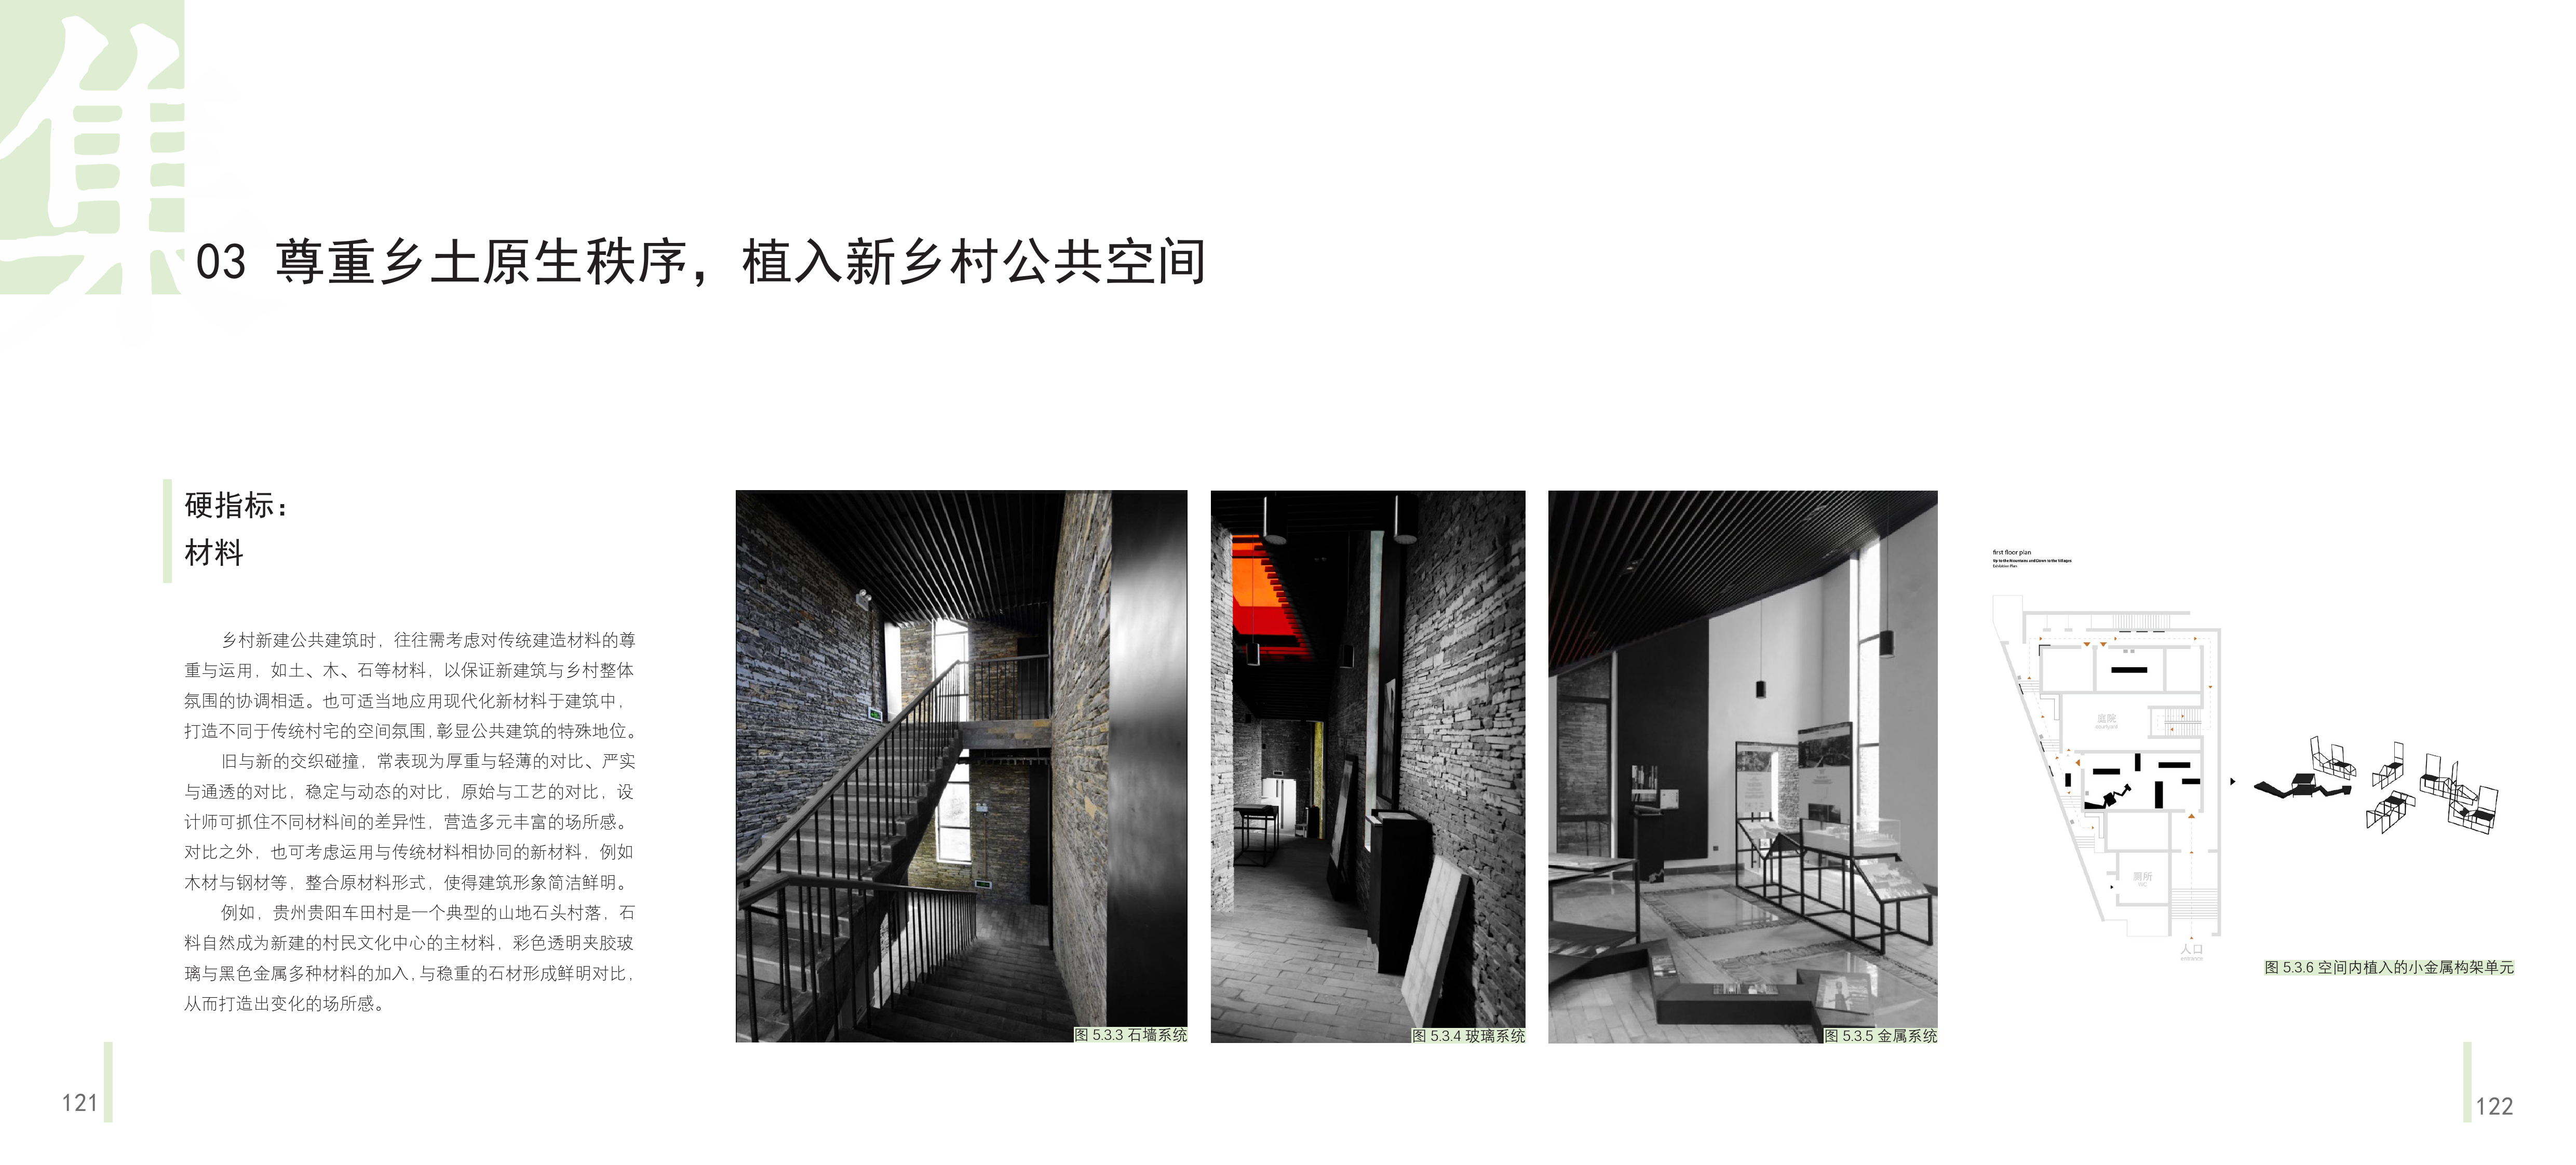 集
03 尊重乡土原生秩序，植入新乡村公共空间
硬指标：
材料
乡村新建公共建筑时，往往需考虑对传统建造材料的尊
重与运用，如土、木、石等材料，以保证新建筑与乡村整体
氛围的协调相适。也可适当地应用现代化新材料于建筑中，
打造不同于传统村宅的空间氛围，彰显公共建筑的特殊地位。
旧与新的交织碰撞，常表现为厚重与轻薄的对比、严实
与通透的对比，稳定与动态的对比，原始与工艺的对比，设
计师可抓住不同材料间的差异性，营造多元丰富的场所感。
对比之外，也可考虑运用与传统材料相协同的新材料，例如
木材与钢材等，整合原材料形式，使得建筑形象简洁鲜明。
例如，贵州贵阳车田村是一个典型的山地石头村落，石
料自然成为新建的村民文化中心的主材料，彩色透明夹胶玻
璃与黑色金属多种材料的加入，与稳重的石材形成鲜明对比，
从而打造出变化的场所感。
图 5.3.3 石墙系统
图 5.3.4 玻璃系统
图 5.3.5 金属系统
first floor plan
Up to the Mountains and Down to the Villages
Exhibition Plan
庭院
courtyard
厕所
WC
入口
entrance
图 5.3.6 空间内植入的小金属构架单元
121
122